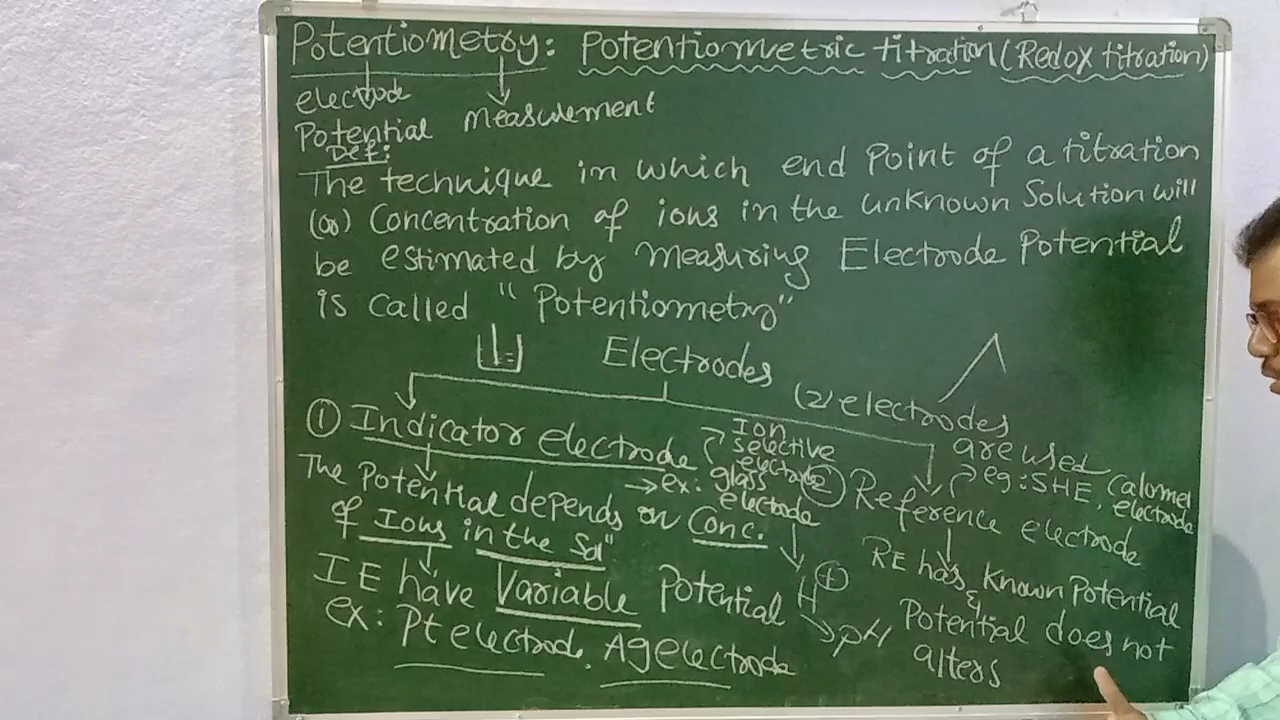 Potentiometry: Potentiometric titration (Redox titration)
electrode
Potential measurement
Def:
The technique in which end Point of a titration
(or) Concentration of ions in the unknown Solution will
be estimated by measuring Electrode Potential
is called "Potentiometry"
Electrodes
(2) electrodes
are used
① Indicator electrode
Ion
selective
electrode
→ ex: glass
electrode
H⊕
pH
The Potential depends on Conc.
of Ions in the Solⁿ
IE have Variable Potential
ex: Pt electrode. Ag electrode
② Reference electrode
eg: SHE, Calomel
electrode
RE has Known Potential
&
Potential does not
alters